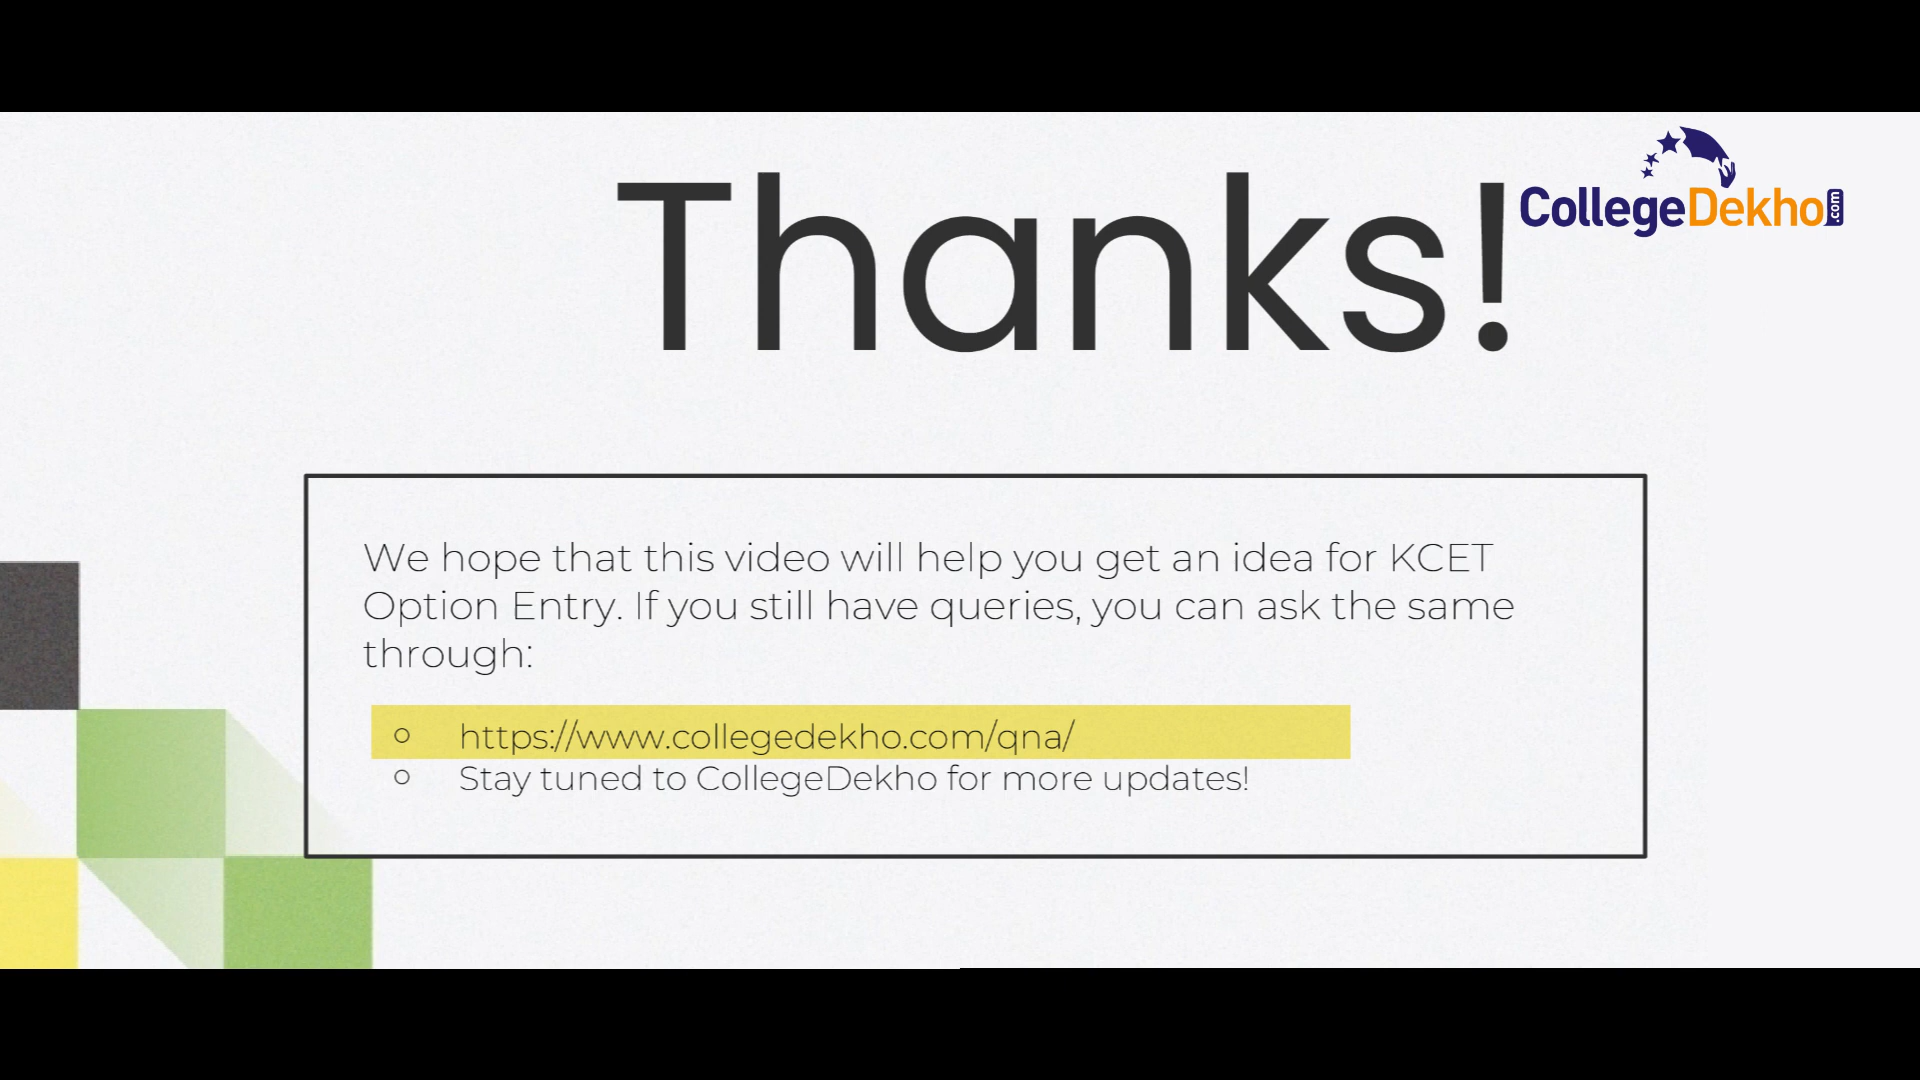 Thanks!
CollegeDekho.com
We hope that this video will help you get an idea for KCET
Option Entry. If you still have queries, you can ask the same
through:
https://www.collegedekho.com/qna/
Stay tuned to CollegeDekho for more updates!